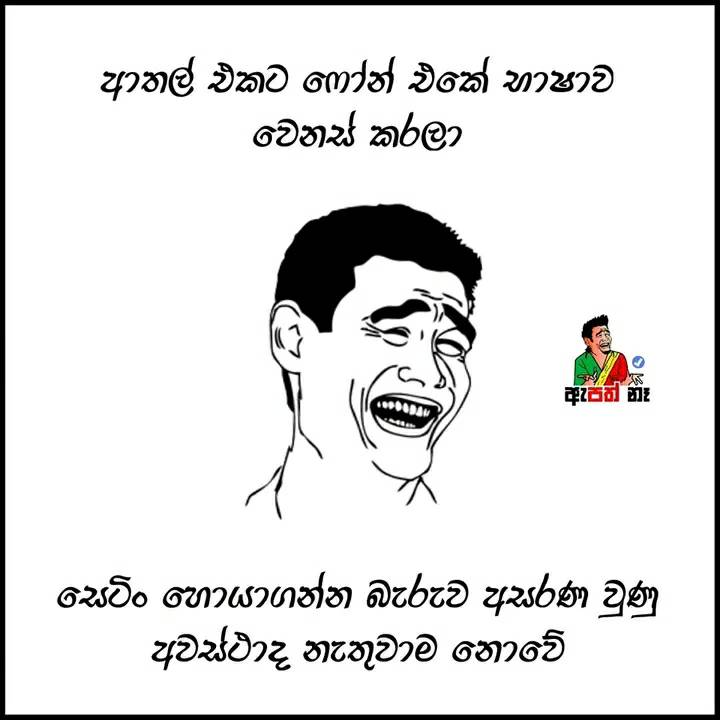 ආතල් එකට ෆෝන් එකේ භාෂාව
වෙනස් කරලා
ඇපත් නෑ
සෙටිං හොයාගන්න බැරුව අසරණ වුණු
අවස්ථාද නැතුවාම නොවේ